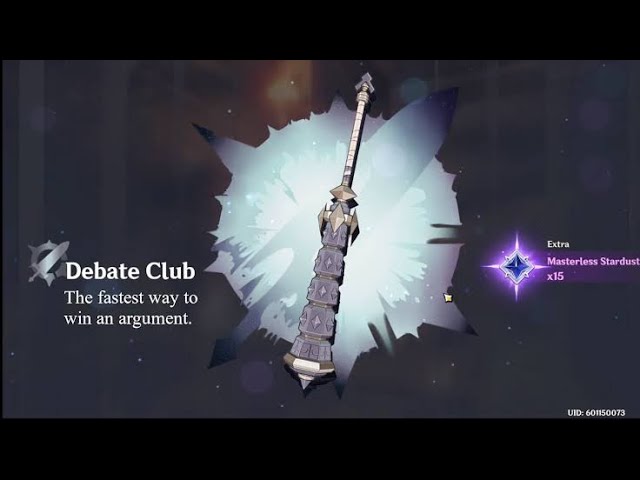 Debate Club
The fastest way to
win an argument.
Extra
Masterless Stardust
x15
UID: 601150073